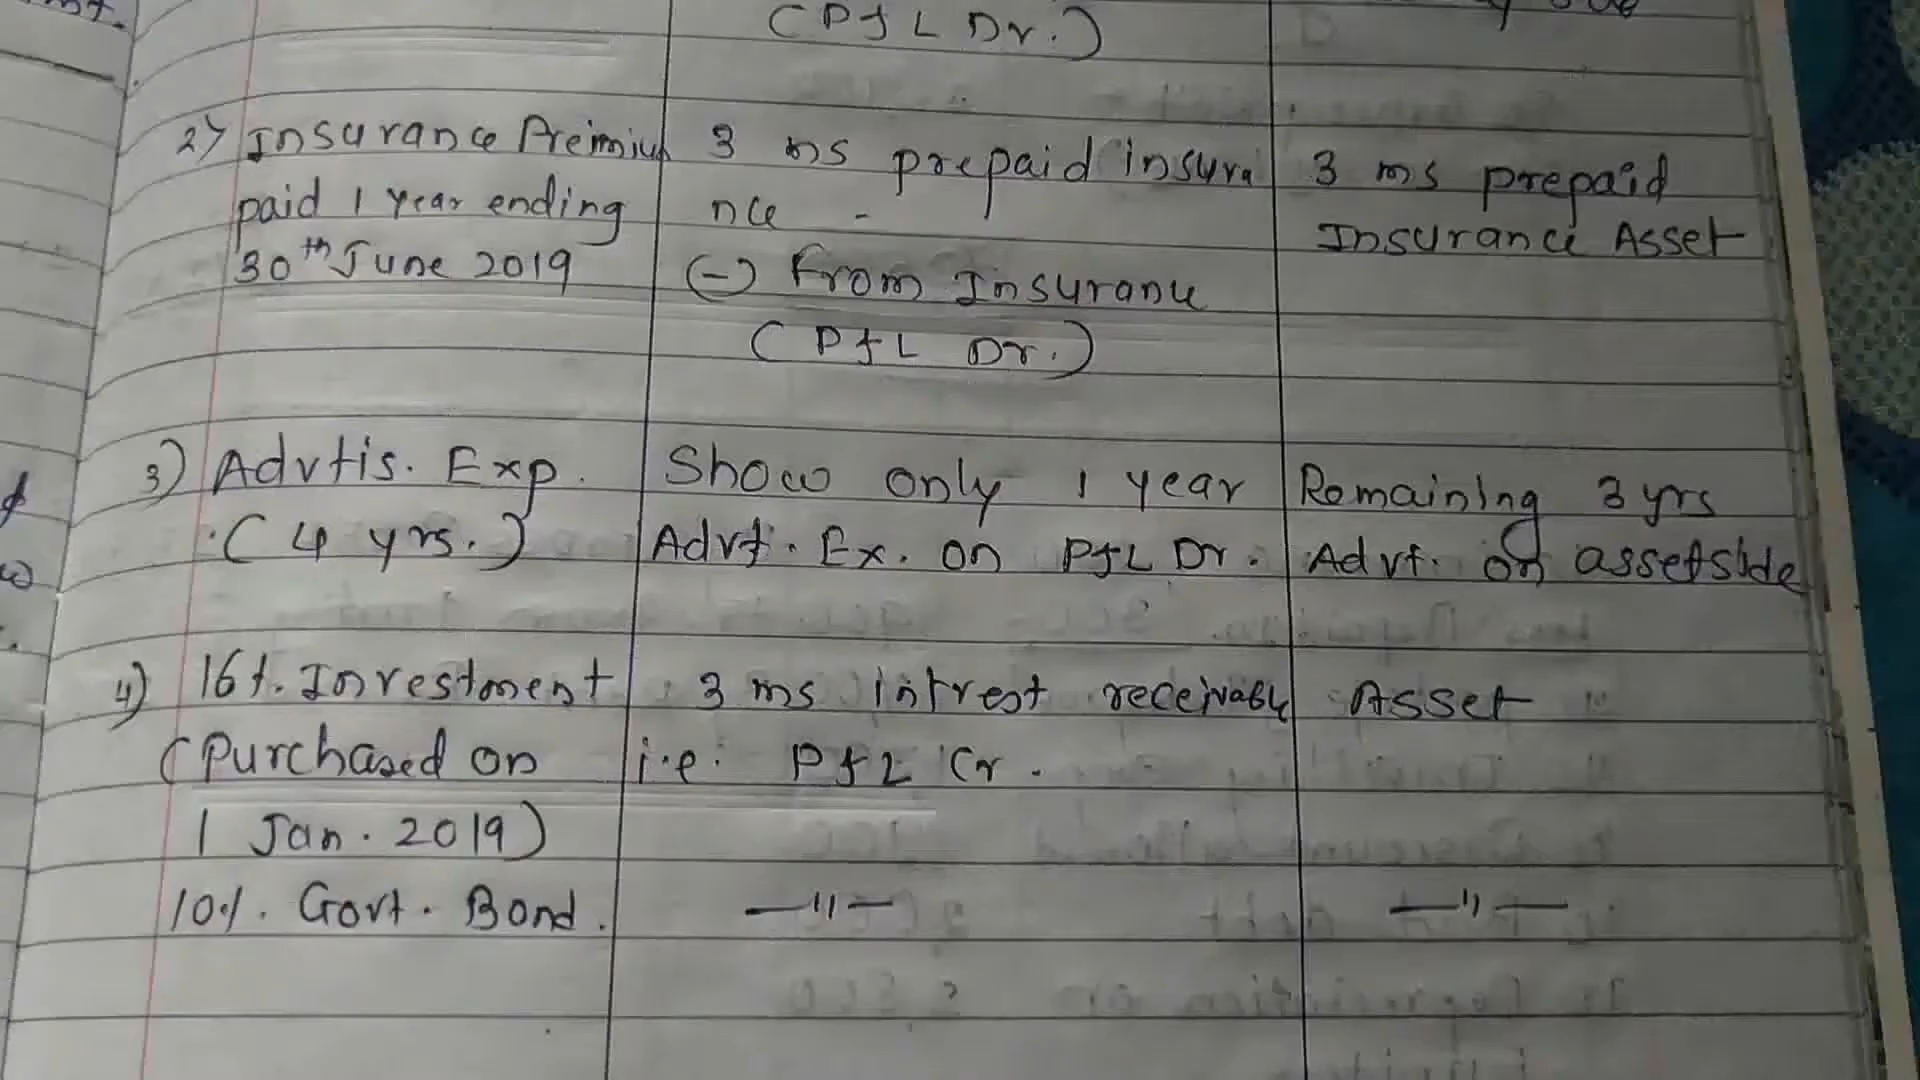 (P&L Dr.)
2) Insurance Preimium 3 ms prepaid insura 3 ms prepaid
paid 1 year ending nce - Insurance Asset
30th June 2019 (-) From Insurance
(P&L Dr.)
3) Advtis. Exp. Show only 1 year Remaining 3 yrs
(4 yrs.) Advt. Ex. on P&L Dr. Advt. on assetside
4) 16%. Investment 3 ms intrest receivable Asset
(Purchased on i.e. P&L Cr.
1 Jan. 2019)
10%. Govt. Bond. —"— —"—